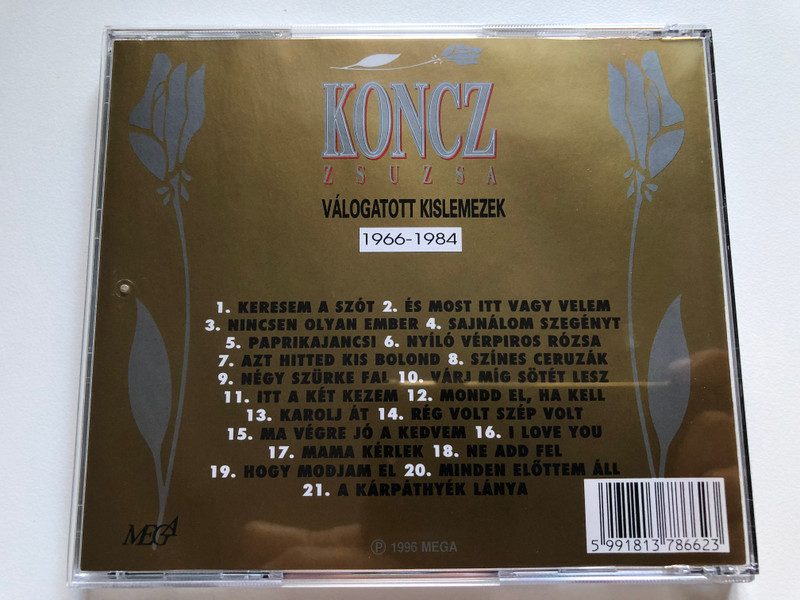 KONCZ
ZSUZSA
VÁLOGATOTT KISLEMEZEK
1966-1984
1. KERESEM A SZÓT 2. ÉS MOST ITT VAGY VELEM
3. NINCSEN OLYAN EMBER 4. SAJNÁLOM SZEGÉNYT
5. PAPRIKAJANCSI 6. NYÍLÓ VÉRPIROS RÓZSA
7. AZT HITTED KIS BOLOND 8. SZÍNES CERUZÁK
9. NÉGY SZÜRKE FAL 10. VÁRJ MÍG SÖTÉT LESZ
11. ITT A KÉT KEZEM 12. MONDD EL, HA KELL
13. KAROLJ ÁT 14. RÉG VOLT SZÉP VOLT
15. MA VÉGRE JÓ A KEDVEM 16. I LOVE YOU
17. MAMA KÉRLEK 18. NE ADD FEL
19. HOGY MODJAM EL 20. MINDEN ELŐTTEM ÁLL
21. A KÁRPÁTHYÉK LÁNYA
MEGA
℗ 1996 MEGA
5 991813 786623